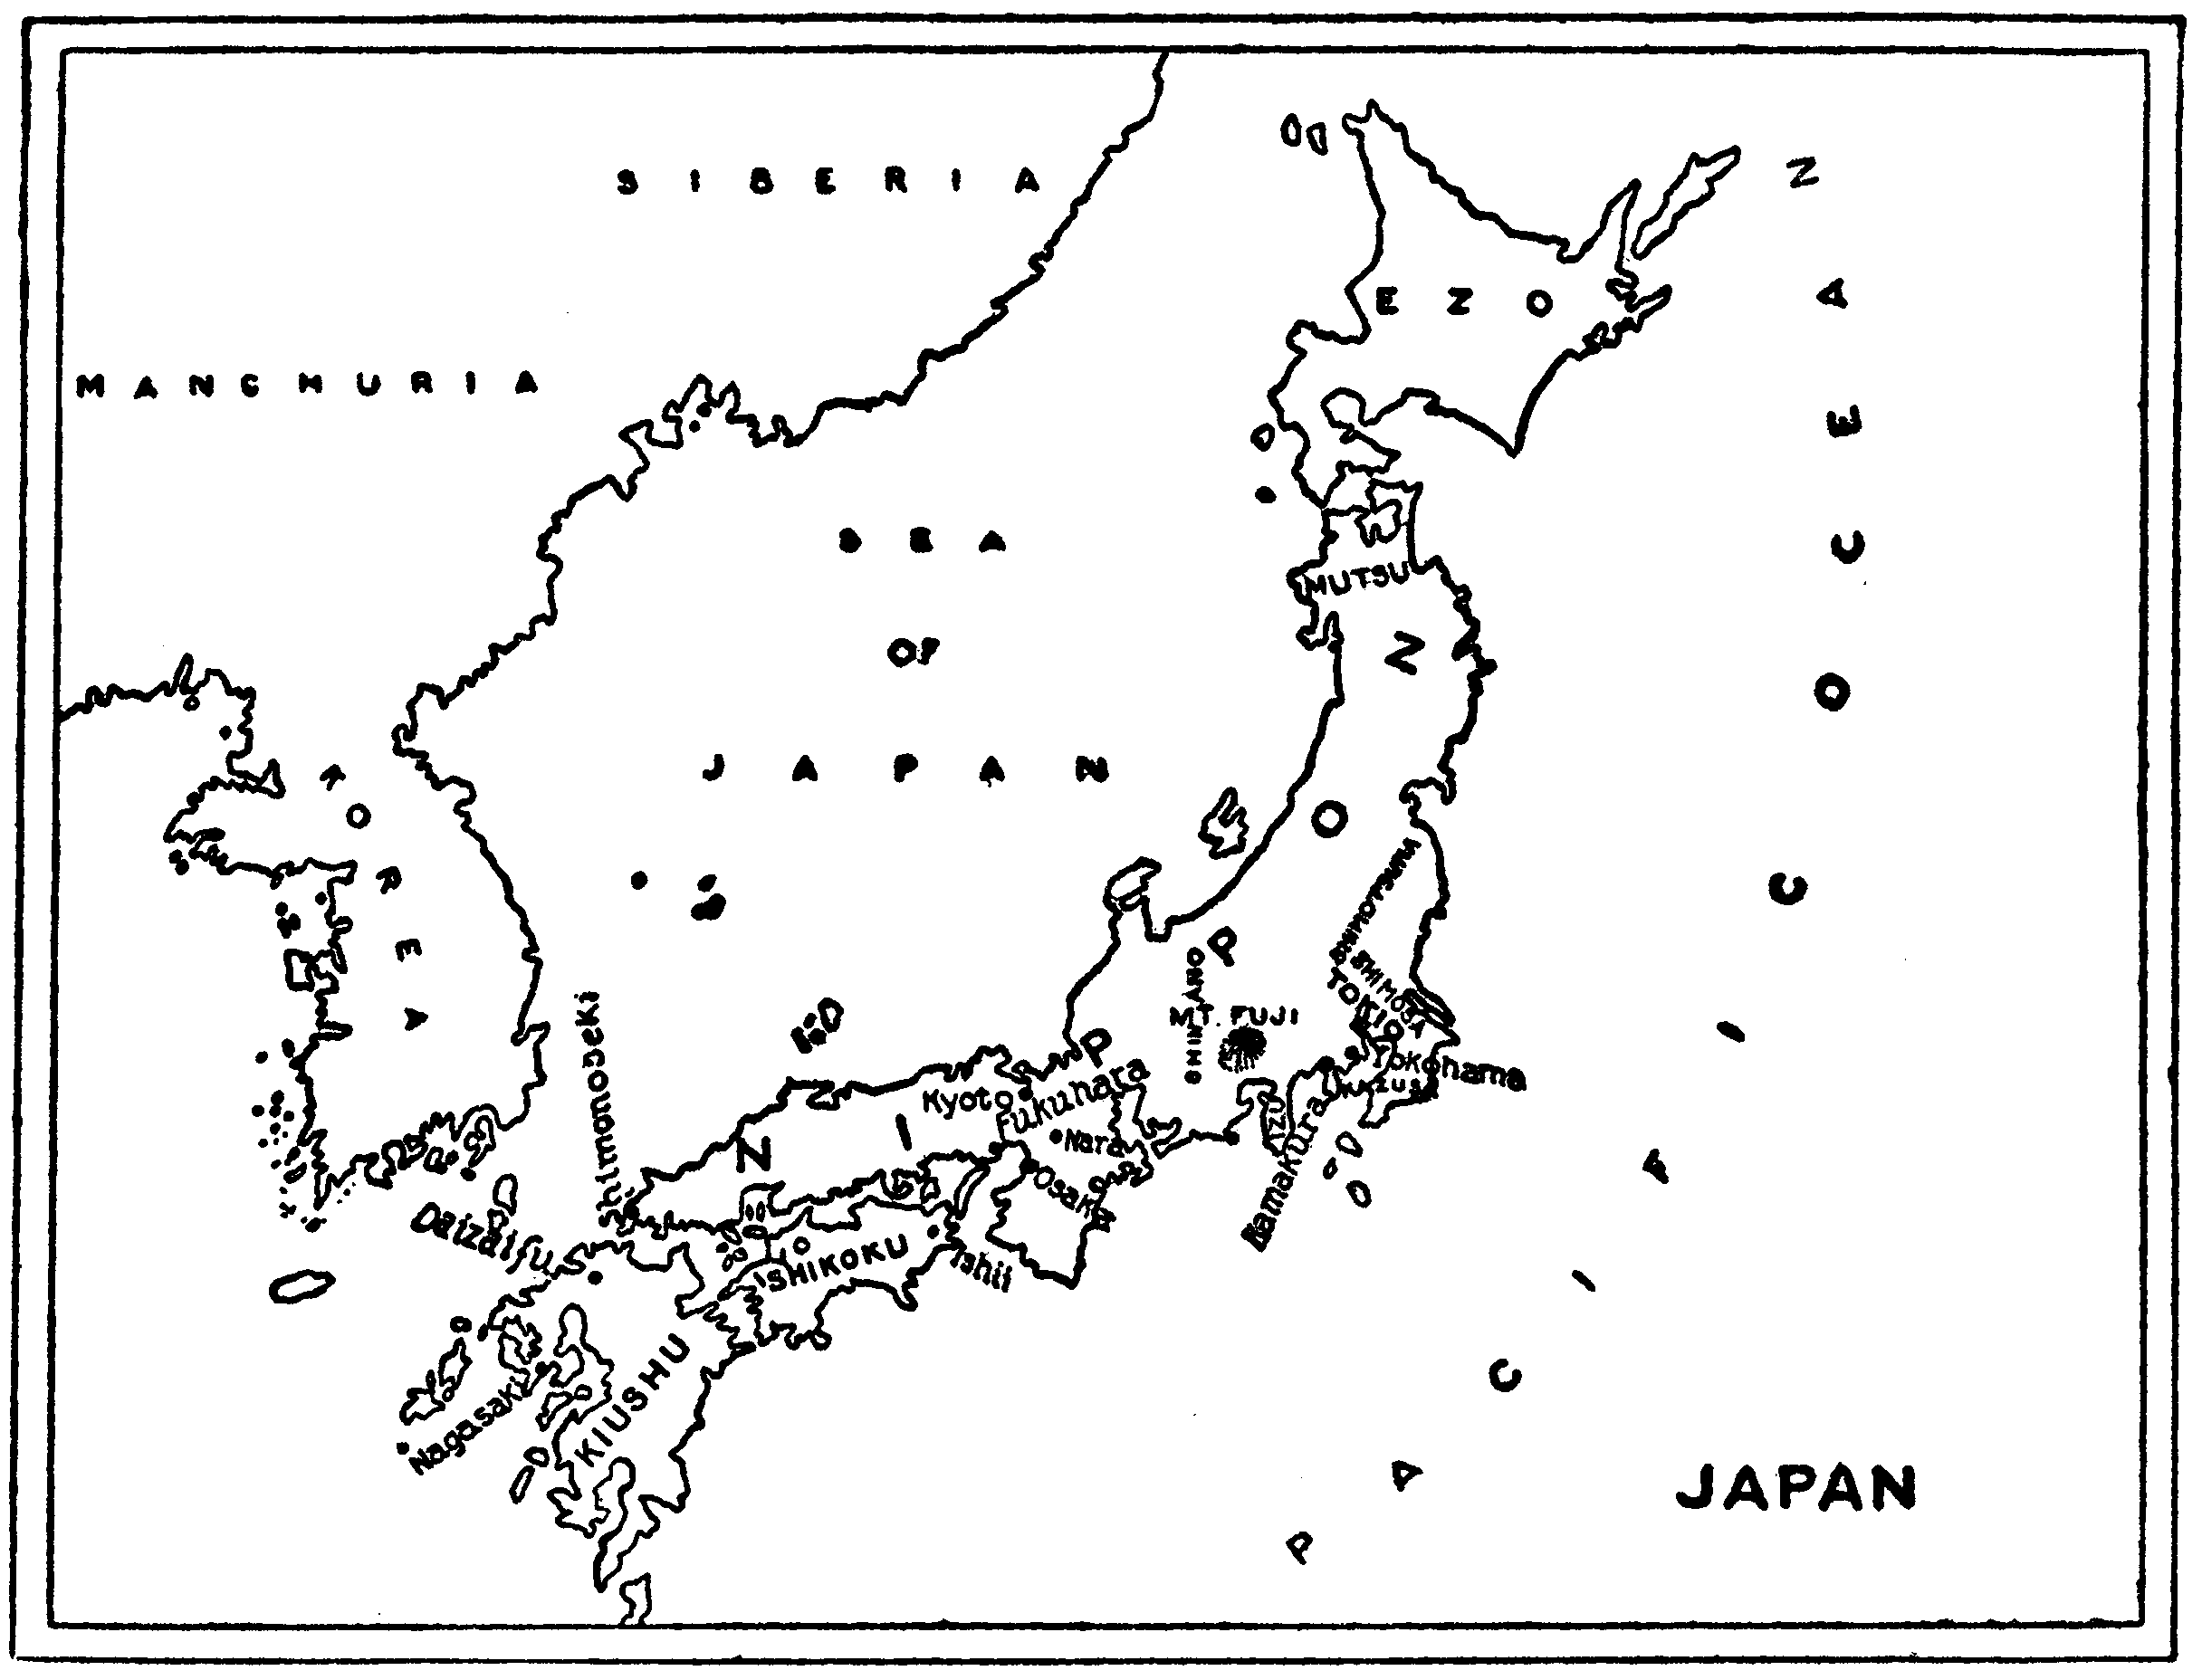 SIBERIA
MANCHURIA
SEA
OF
JAPAN
KOREA
EZO
MUTSU
NIPPON
PACIFIC OCEAN
SHIMOTSUKE
SHIMOSA
TOKIO
Yokohama
KAZUSA
SHINANO
MT. FUJI
IZU
Kamakura
Kyoto
Fukuhara
Nara
Osaka
Shimonoseki
Daizaifu
SHIKOKU
Ishii
KIUSHU
Nagasaki
JAPAN